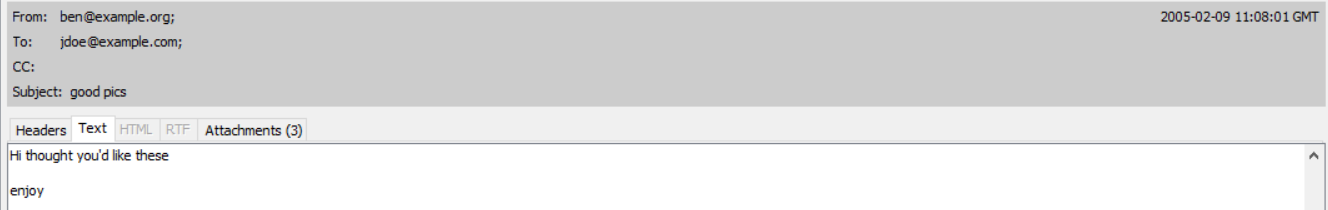 From: ben@example.org; 2005-02-09 11:08:01 GMT
To: jdoe@example.com;
CC:
Subject: good pics
Headers Text HTML RTF Attachments (3)
Hi thought you'd like these
enjoy